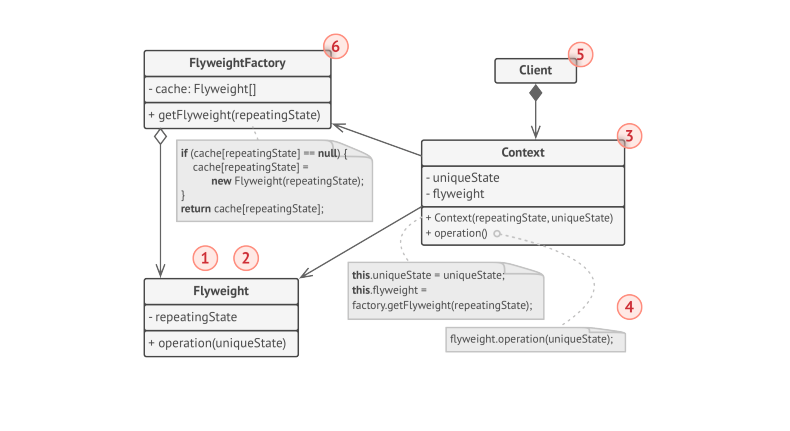 6
FlyweightFactory
- cache: Flyweight[]
+ getFlyweight(repeatingState)
if (cache[repeatingState] == null) {
cache[repeatingState] =
new Flyweight(repeatingState);
}
return cache[repeatingState];
5
Client
3
Context
- uniqueState
- flyweight
+ Context(repeatingState, uniqueState)
+ operation()
this.uniqueState = uniqueState;
this.flyweight =
factory.getFlyweight(repeatingState);
4
flyweight.operation(uniqueState);
1 2
Flyweight
- repeatingState
+ operation(uniqueState)